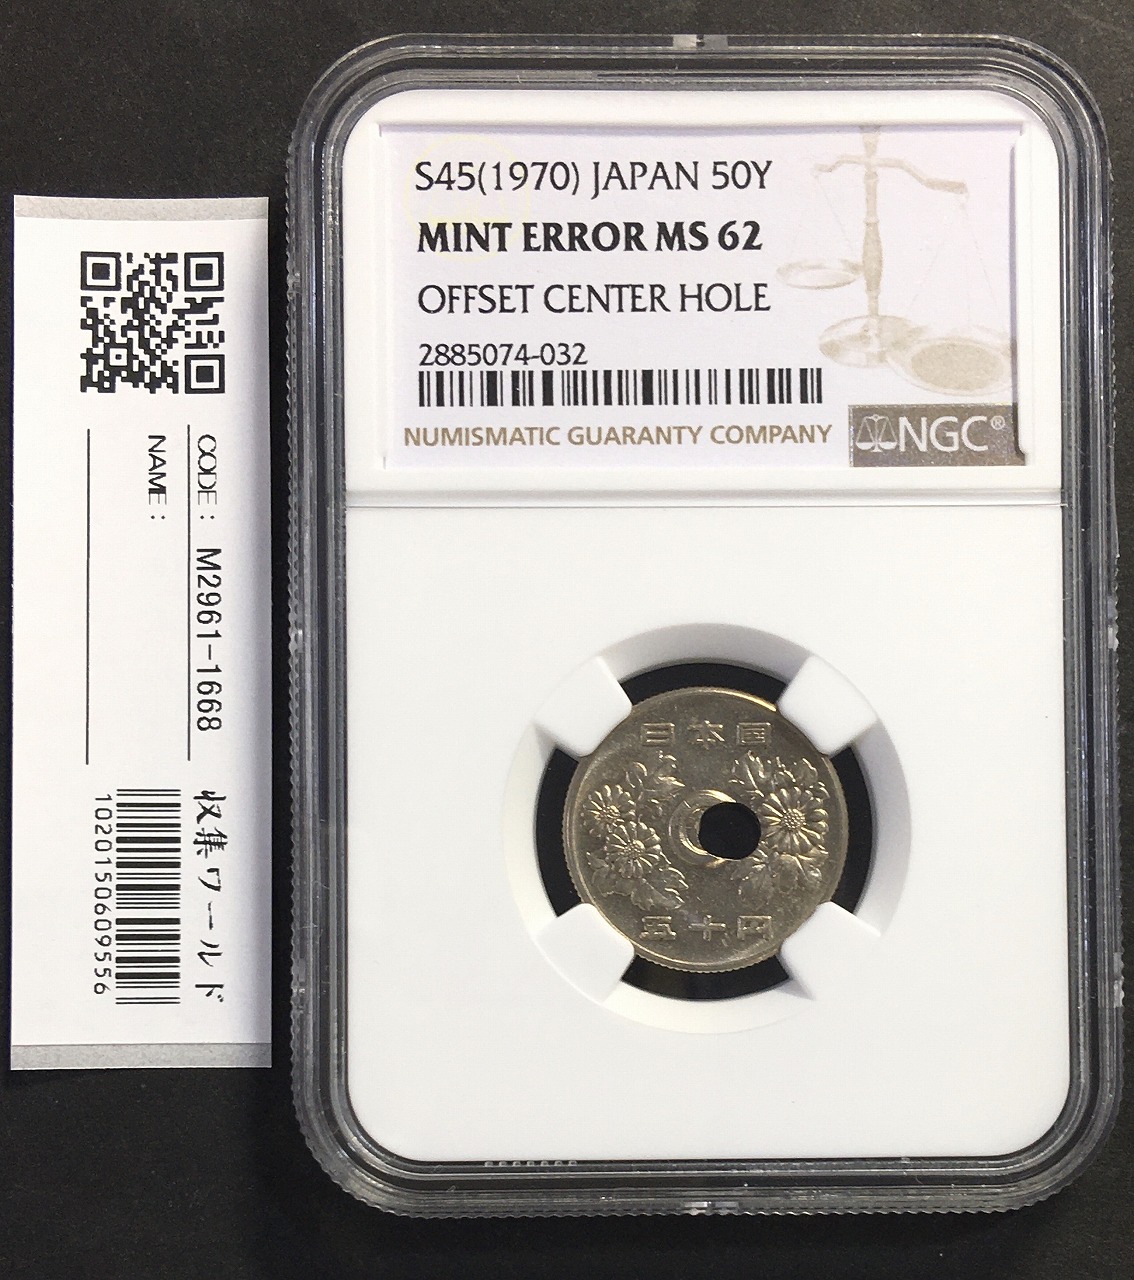 S45(1970) JAPAN 50Y
MINT ERROR MS 62
OFFSET CENTER HOLE
2885074-032
NUMISMATIC GUARANTY COMPANY
NGC®
日本国
五十円
CODE: M2961-1668
NAME:
収集ワールド
1020150609556